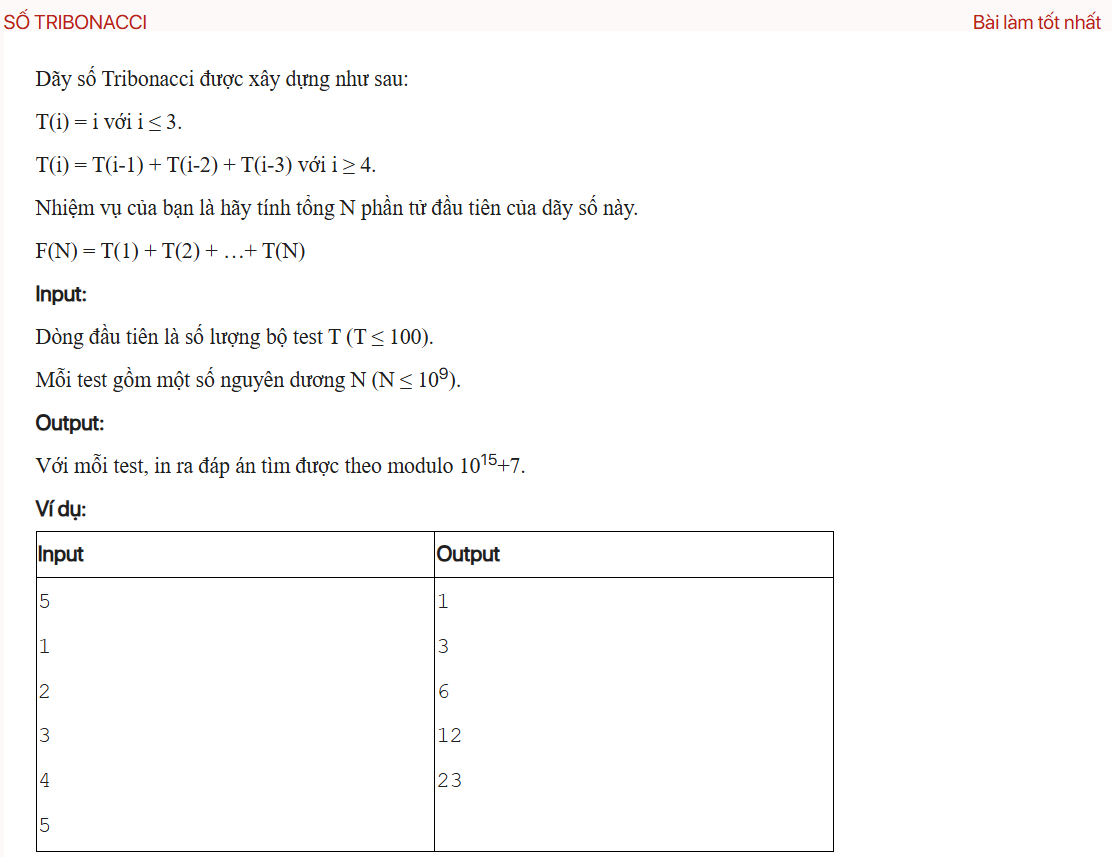 SỐ TRIBONACCI
Bài làm tốt nhất
Dãy số Tribonacci được xây dựng như sau:
T(i) = i với i ≤ 3.
T(i) = T(i-1) + T(i-2) + T(i-3) với i ≥ 4.
Nhiệm vụ của bạn là hãy tính tổng N phần tử đầu tiên của dãy số này.
F(N) = T(1) + T(2) + …+ T(N)
Input:
Dòng đầu tiên là số lượng bộ test T (T ≤ 100).
Mỗi test gồm một số nguyên dương N (N ≤ 10⁹).
Output:
Với mỗi test, in ra đáp án tìm được theo modulo 10¹⁵+7.
Ví dụ:
Input Output
5 1
1 3
2 6
3 12
4 23
5